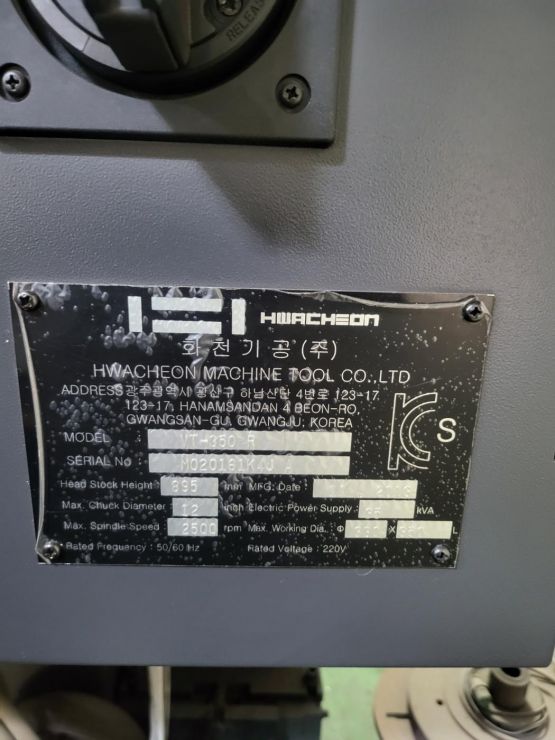 RELEASE
HWACHEON
화천기공(주)
HWACHEON MACHINE TOOL CO.,LTD
ADDRESS 광주광역시 광산구 하남산단 4번로 123-17
123-17, HANAMSANDAN 4 BEON-RO,
GWANGSAN-GU, GWANGJU, KOREA
MODEL VT-350 R
SERIAL No
Head Stock Height: 895 mm MFG. Date:
Max. Chuck Diameter: 12 inch Electric Power Supply: kVA
Max. Spindle Speed: 2500 rpm Max. Working Dia.: Φ X L
Rated Frequency: 50/60 Hz Rated Voltage: 220V
KC S